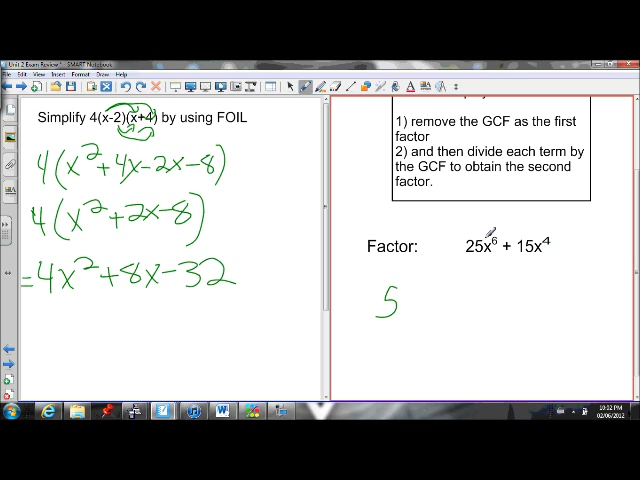 Unit 2 Exam Review * - SMART Notebook
File Edit View Insert Format Draw Help
Simplify 4(x-2)(x+4) by using FOIL
4(x² + 4x - 2x - 8)
4(x² + 2x - 8)
= 4x² + 8x - 32
1) remove the GCF as the first
factor
2) and then divide each term by
the GCF to obtain the second
factor.
Factor: 25x⁶ + 15x⁴
5
10:02 PM
02/06/2012